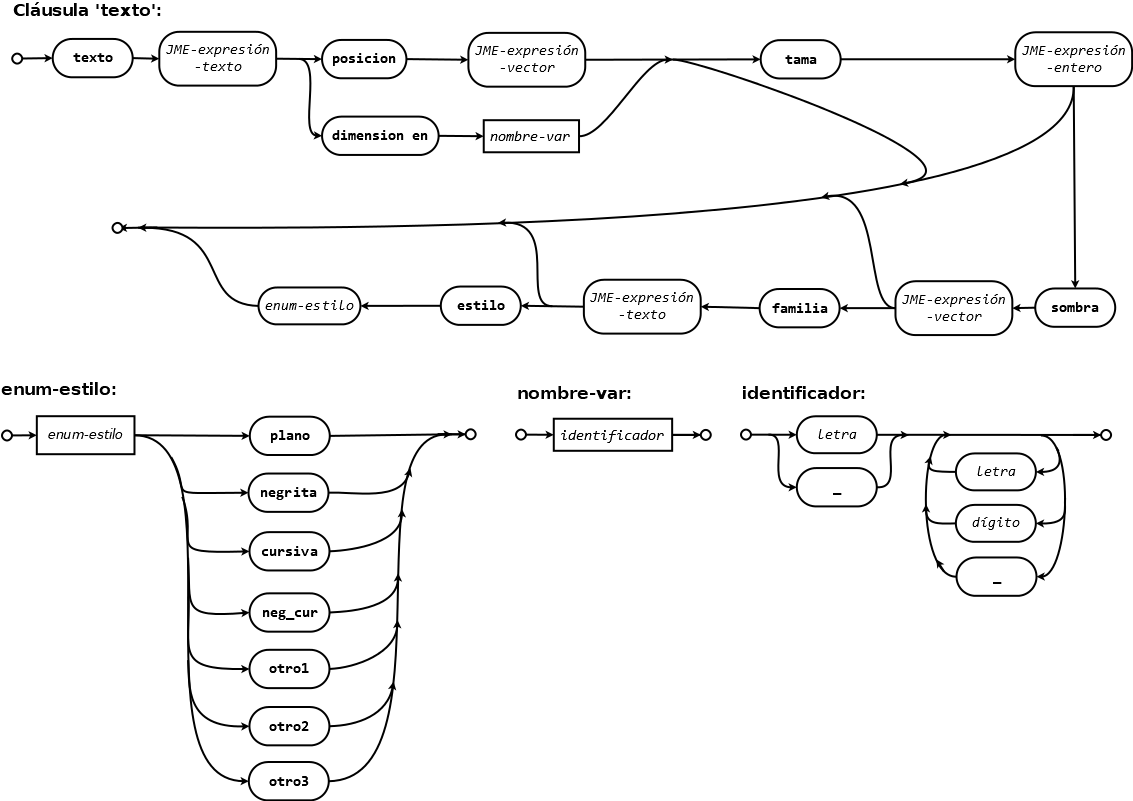 Cláusula 'texto':
texto
JME-expresión
-texto
posicion
JME-expresión
-vector
tama
JME-expresión
-entero
dimension en
nombre-var
enum-estilo
estilo
JME-expresión
-texto
familia
JME-expresión
-vector
sombra
enum-estilo:
enum-estilo
plano
negrita
cursiva
neg_cur
otro1
otro2
otro3
nombre-var:
identificador
identificador:
letra
_
letra
dígito
_